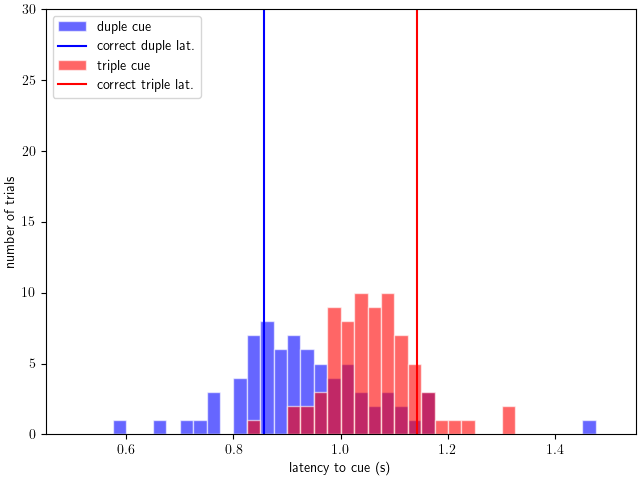 30
25
20
15
10
5
0
number of trials
duple cue
correct duple lat.
triple cue
correct triple lat.
0.6 0.8 1.0 1.2 1.4
latency to cue (s)